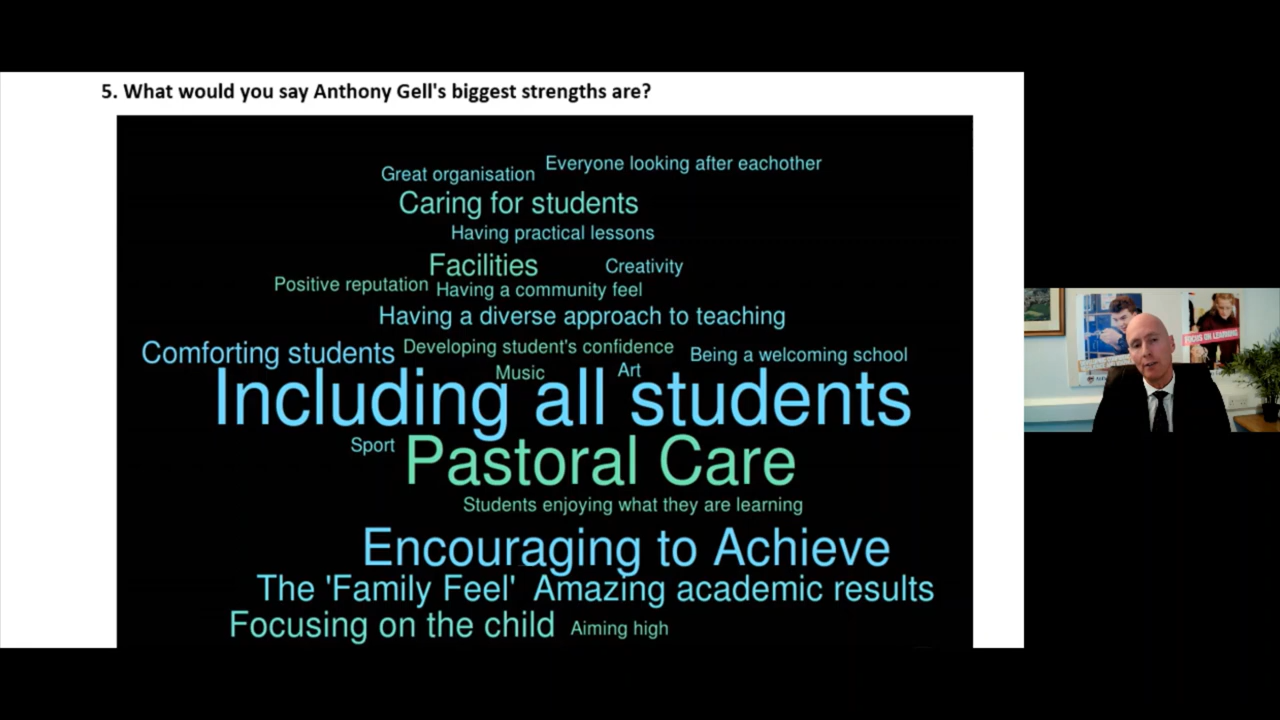 5. What would you say Anthony Gell's biggest strengths are?
Great organisation
Everyone looking after eachother
Caring for students
Having practical lessons
Facilities
Creativity
Positive reputation
Having a community feel
Having a diverse approach to teaching
Comforting students
Developing student's confidence
Being a welcoming school
Music
Art
Including all students
Sport
Pastoral Care
Students enjoying what they are learning
Encouraging to Achieve
The 'Family Feel'
Amazing academic results
Focusing on the child
Aiming high
FOCUS ON LEARNING